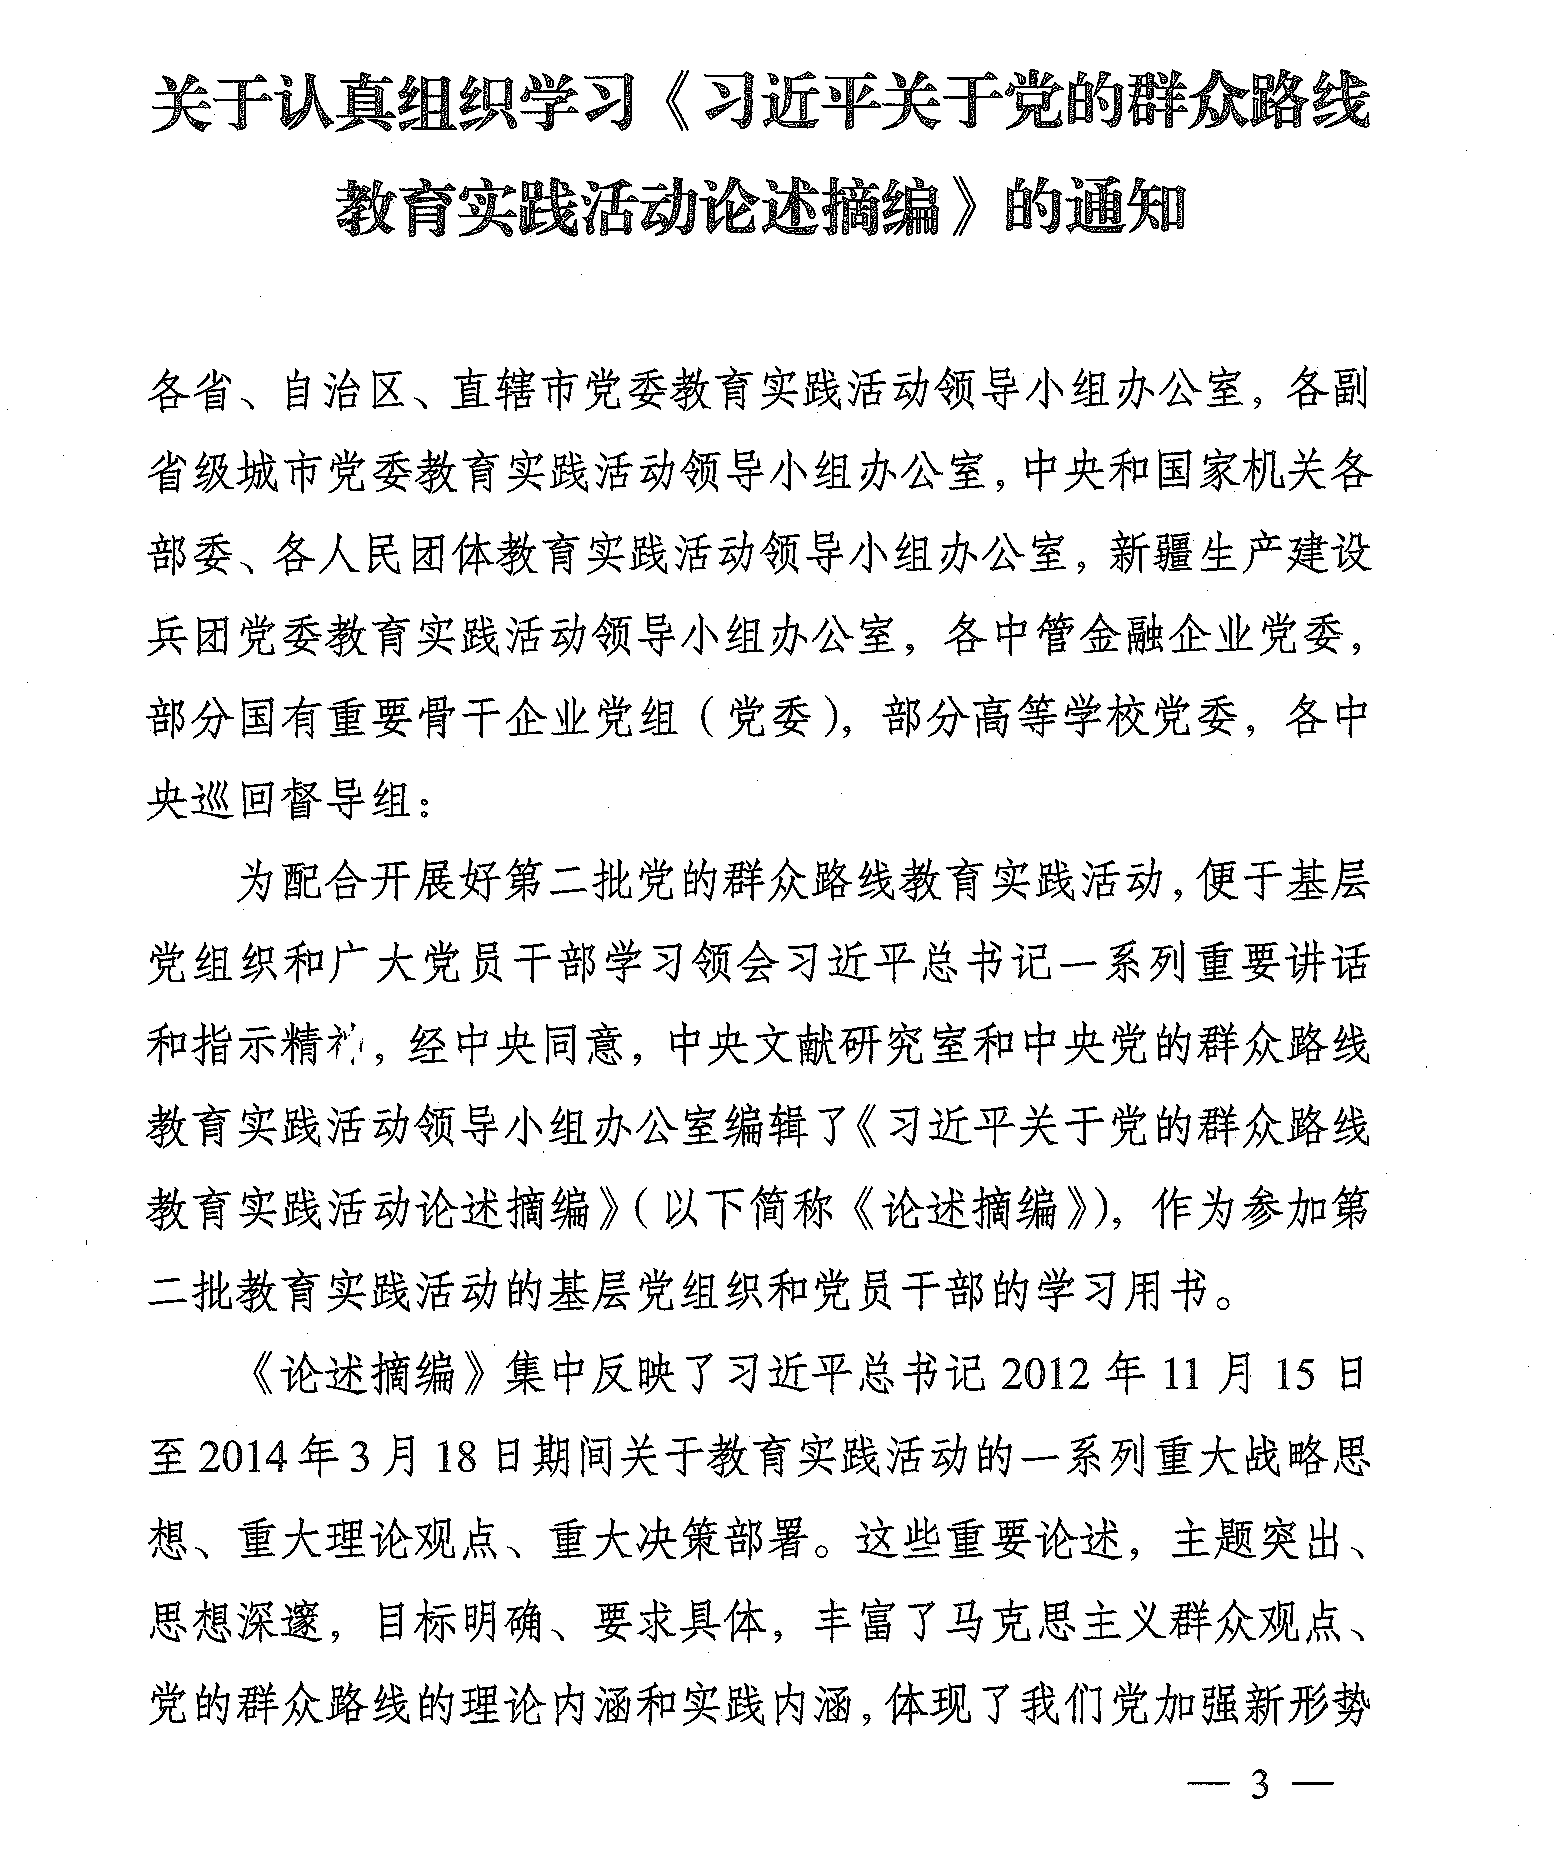 关于认真组织学习《习近平关于党的群众路线
教育实践活动论述摘编》的通知
各省、自治区、直辖市党委教育实践活动领导小组办公室，各副
省级城市党委教育实践活动领导小组办公室，中央和国家机关各
部委、各人民团体教育实践活动领导小组办公室，新疆生产建设
兵团党委教育实践活动领导小组办公室，各中管金融企业党委，
部分国有重要骨干企业党组（党委），部分高等学校党委，各中
央巡回督导组：
为配合开展好第二批党的群众路线教育实践活动，便于基层
党组织和广大党员干部学习领会习近平总书记一系列重要讲话
和指示精神，经中央同意，中央文献研究室和中央党的群众路线
教育实践活动领导小组办公室编辑了《习近平关于党的群众路线
教育实践活动论述摘编》（以下简称《论述摘编》），作为参加第
二批教育实践活动的基层党组织和党员干部的学习用书。
《论述摘编》集中反映了习近平总书记 2012 年 11 月 15 日
至 2014 年 3 月 18 日期间关于教育实践活动的一系列重大战略思
想、重大理论观点、重大决策部署。这些重要论述，主题突出、
思想深邃，目标明确、要求具体，丰富了马克思主义群众观点、
党的群众路线的理论内涵和实践内涵，体现了我们党加强新形势
— 3 —